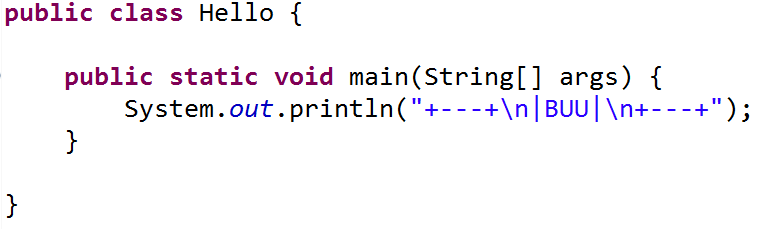 public class Hello {
public static void main(String[] args) {
System.out.println("+---+\n|BUU|\n+---+");
}
}